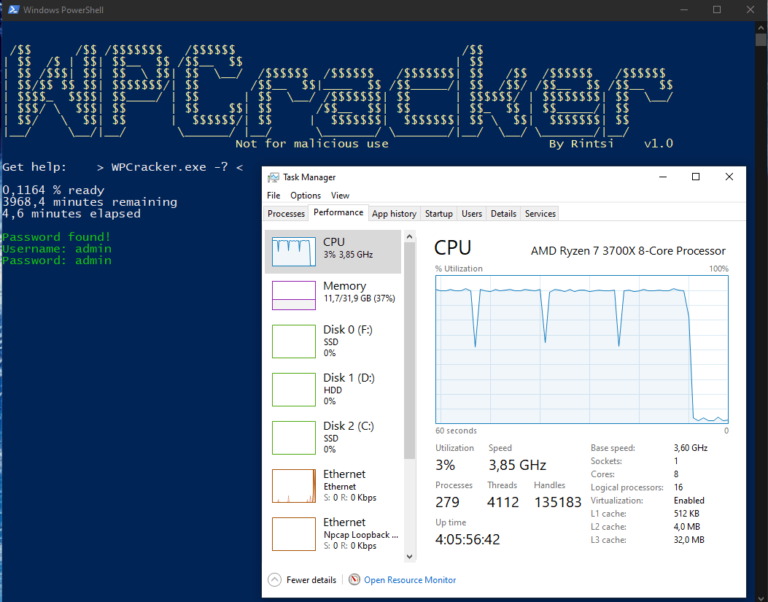 Windows PowerShell
WPCracker
Not for malicious use By Rintsi v1.0
Get help: > WPCracker.exe -? <
0,1164 % ready
3968,4 minutes remaining
4,6 minutes elapsed
Password found!
Username: admin
Password: admin
Task Manager
File Options View
Processes Performance App history Startup Users Details Services
CPU
3% 3,85 GHz
Memory
11,7/31,9 GB (37%)
Disk 0 (F:)
SSD
0%
Disk 1 (D:)
HDD
0%
Disk 2 (C:)
SSD
0%
Ethernet
Ethernet
S: 0 R: 0 Kbps
Ethernet
Npcap Loopback ...
S: 0 R: 0 Kbps
CPU AMD Ryzen 7 3700X 8-Core Processor
% Utilization 100%
60 seconds 0
Utilization Speed
3% 3,85 GHz
Processes Threads Handles
279 4112 135183
Up time
4:05:56:42
Base speed: 3,60 GHz
Sockets: 1
Cores: 8
Logical processors: 16
Virtualization: Enabled
L1 cache: 512 KB
L2 cache: 4,0 MB
L3 cache: 32,0 MB
Fewer details Open Resource Monitor